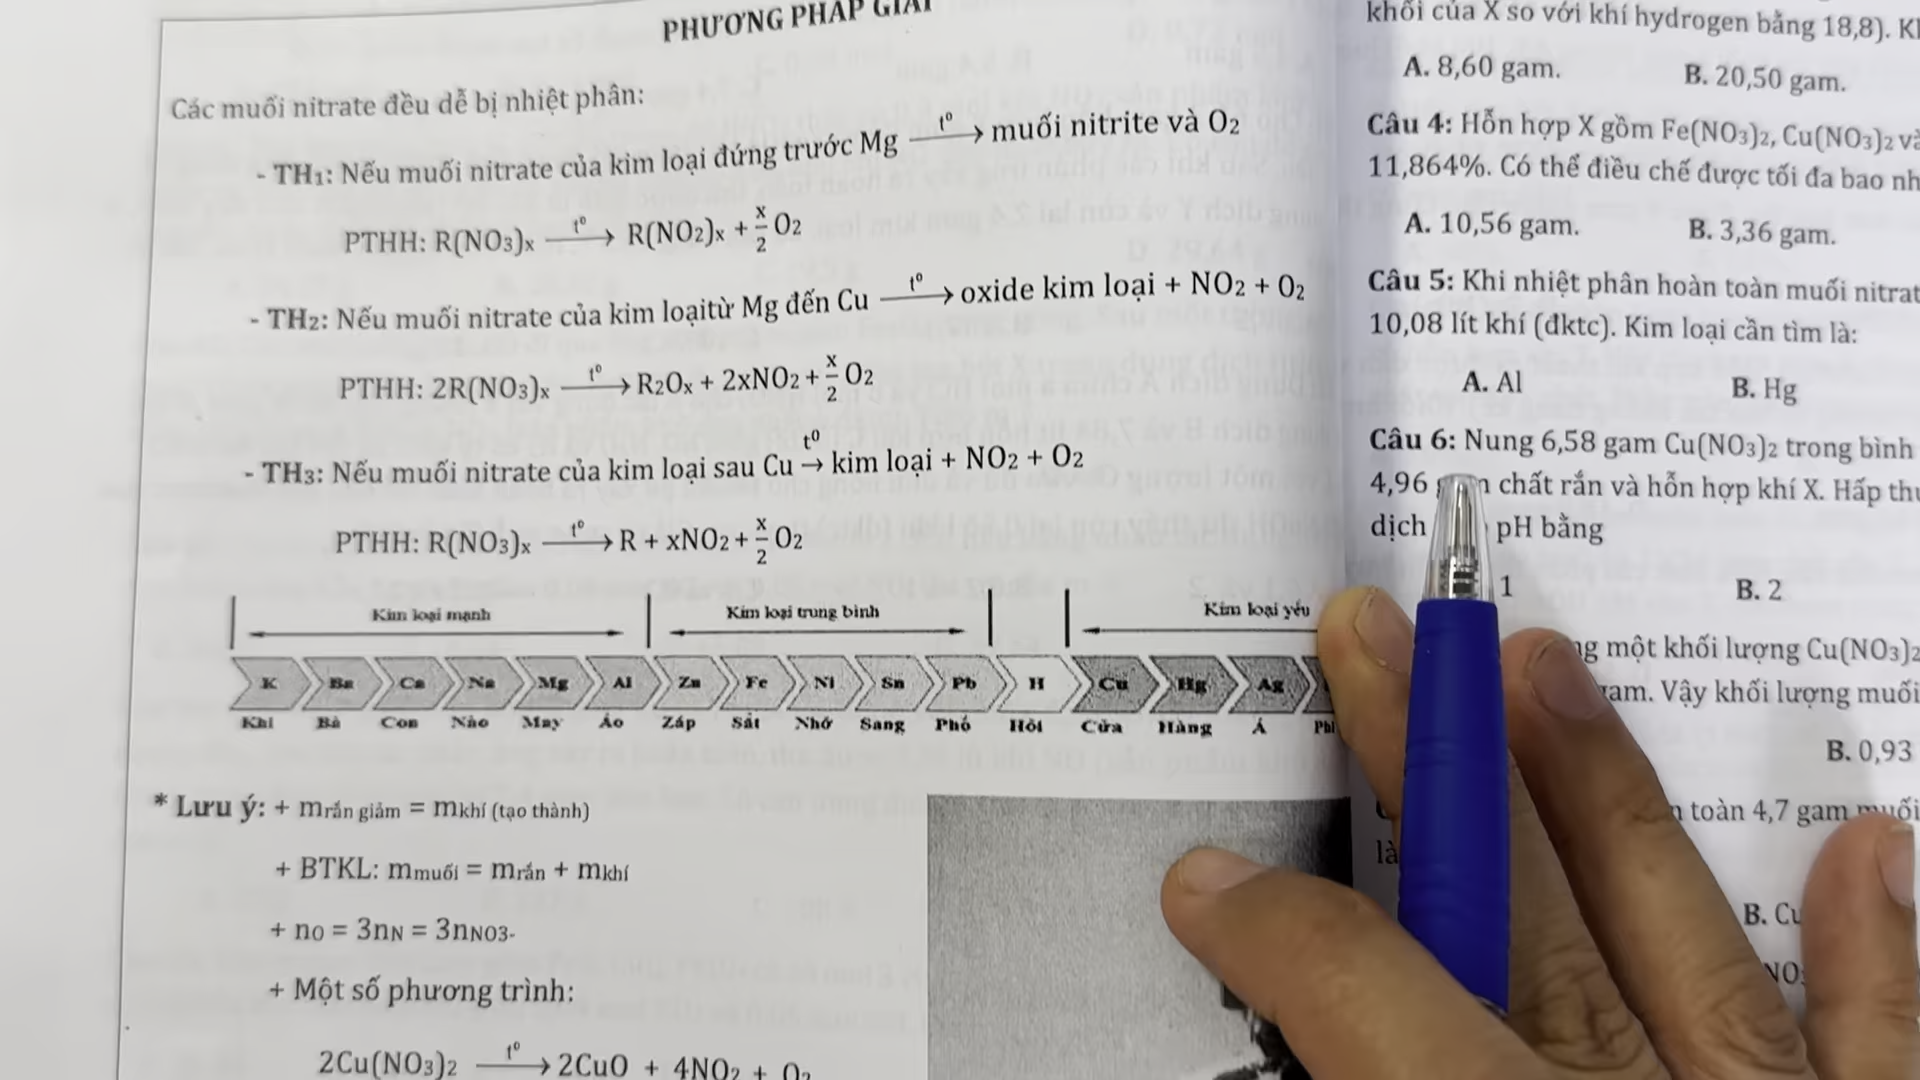 PHƯƠNG PHÁP GIẢI
Các muối nitrate đều dễ bị nhiệt phân:
- TH₁: Nếu muối nitrate của kim loại đứng trước Mg —t⁰→ muối nitrite và O₂
PTHH: R(NO₃)ₓ —t⁰→ R(NO₂)ₓ + x/2 O₂
- TH₂: Nếu muối nitrate của kim loạitừ Mg đến Cu —t⁰→ oxide kim loại + NO₂ + O₂
PTHH: 2R(NO₃)ₓ —t⁰→ R₂Oₓ + 2xNO₂ + x/2 O₂
- TH₃: Nếu muối nitrate của kim loại sau Cu —t⁰→ kim loại + NO₂ + O₂
PTHH: R(NO₃)ₓ —t⁰→ R + xNO₂ + x/2 O₂
Kim loại mạnh Kim loại trung bình Kim loại yếu
K Ba Ca Na Mg Al Zn Fe Ni Sn Pb H Cu Hg Ag
Khi Bà Con Nào May Áo Záp Sắt Nhớ Sang Phố Hỏi Cửa Hàng Á
* Lưu ý: + m rắn giảm = m khí (tạo thành)
+ BTKL: m muối = m rắn + m khí
+ nO = 3nN = 3nNO3-
+ Một số phương trình:
2Cu(NO₃)₂ —t⁰→ 2CuO + 4NO₂ + O₂
khối của X so với khí hydrogen bằng 18,8).
A. 8,60 gam. B. 20,50 gam.
Câu 4: Hỗn hợp X gồm Fe(NO₃)₂, Cu(NO₃)₂ và
11,864%. Có thể điều chế được tối đa bao
A. 10,56 gam. B. 3,36 gam.
Câu 5: Khi nhiệt phân hoàn toàn muối
10,08 lít khí (đktc). Kim loại cần tìm là:
A. Al B. Hg
Câu 6: Nung 6,58 gam Cu(NO₃)₂ trong bình
4,96 chất rắn và hỗn hợp khí X. Hấp
dịch pH bằng
1 B. 2
một khối lượng Cu(NO₃)₂
Vậy khối lượng muối
B. 0,93
toàn 4,7 gam muối
là
B.